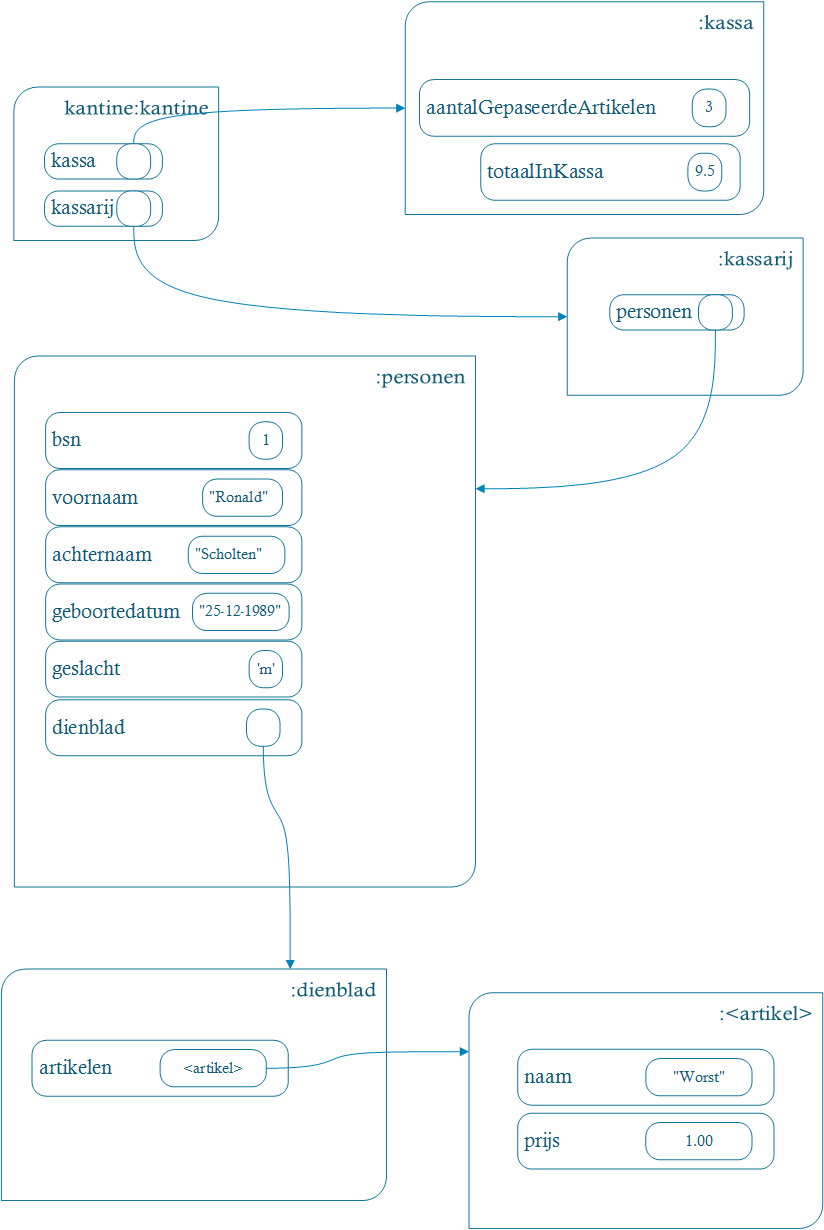 :kassa
kantine:kantine
aantalGepaseerdeArtikelen 3
kassa
totaalInKassa 9.5
kassarij
:kassarij
personen
:personen
bsn 1
voornaam "Ronald"
achternaam "Scholten"
geboortedatum "25-12-1989"
geslacht 'm'
dienblad
:dienblad
:<artikel>
artikelen <artikel>
naam "Worst"
prijs 1.00